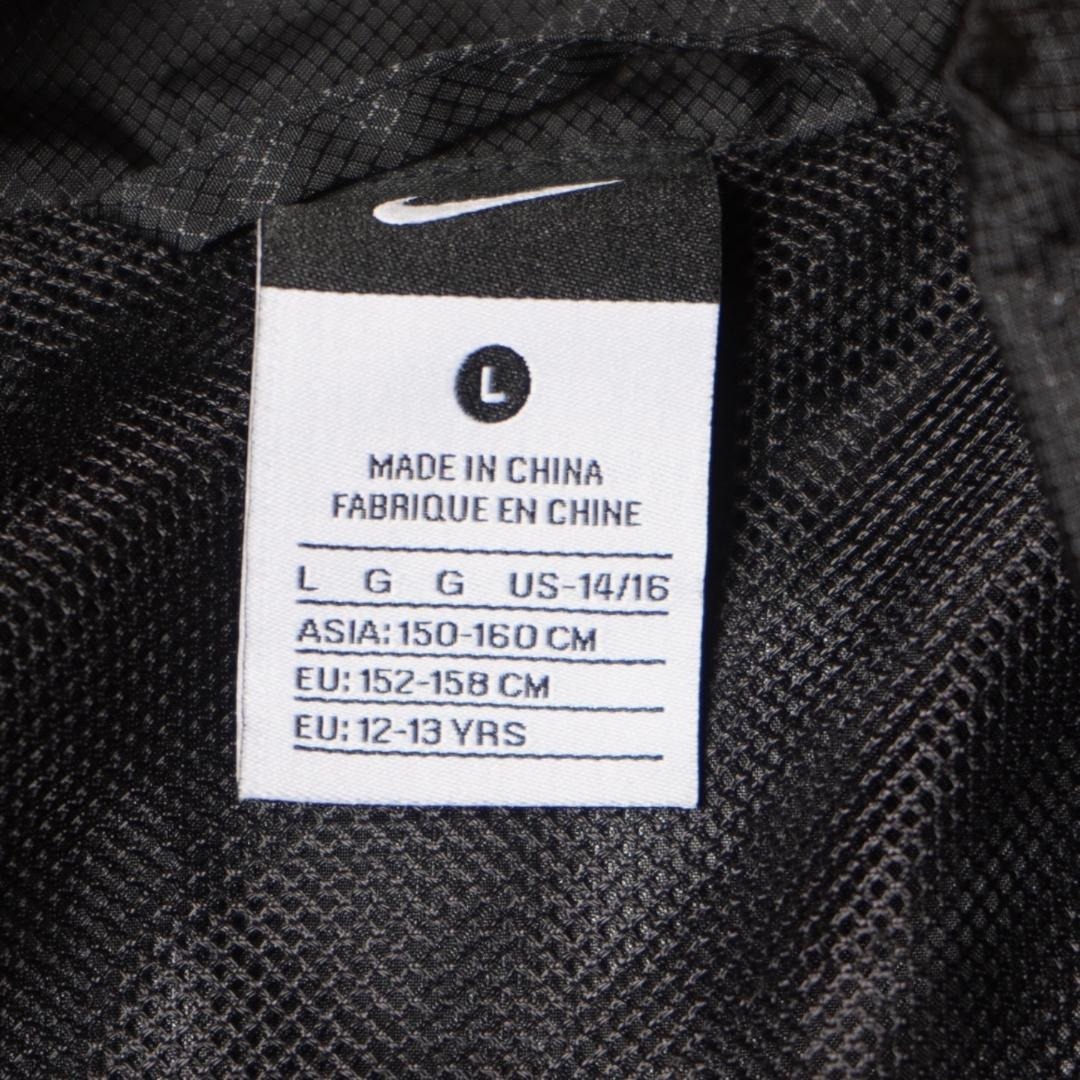 L
MADE IN CHINA
FABRIQUE EN CHINE
L G G US-14/16
ASIA: 150-160 CM
EU: 152-158 CM
EU: 12-13 YRS